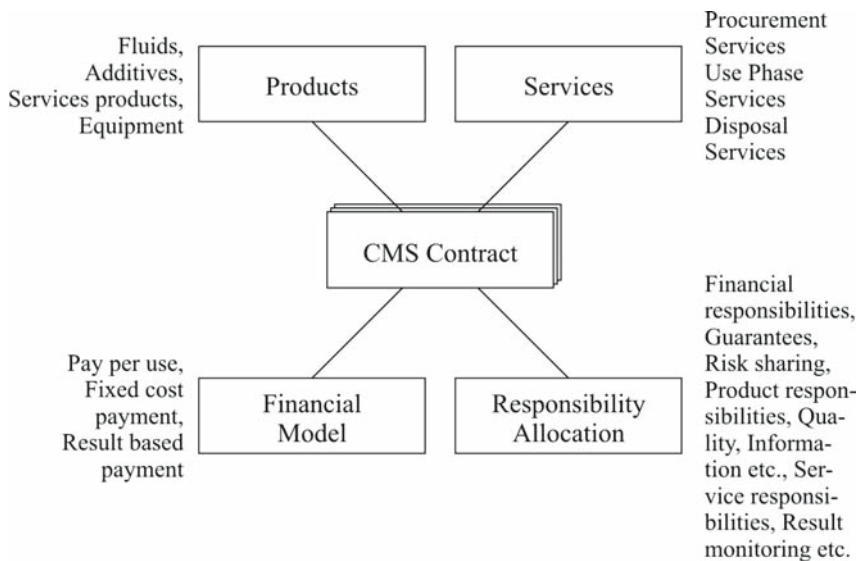 Fluids,
Additives,
Services products,
Equipment
Products
Services
Procurement
Services
Use Phase
Services
Disposal
Services
CMS Contract
Pay per use,
Fixed cost
payment,
Result based
payment
Financial
Model
Responsibility
Allocation
Financial
responsibilities,
Guarantees,
Risk sharing,
Product respon-
sibilities, Qua-
lity, Informa-
tion etc., Ser-
vice responsi-
bilities, Result
monitoring etc.